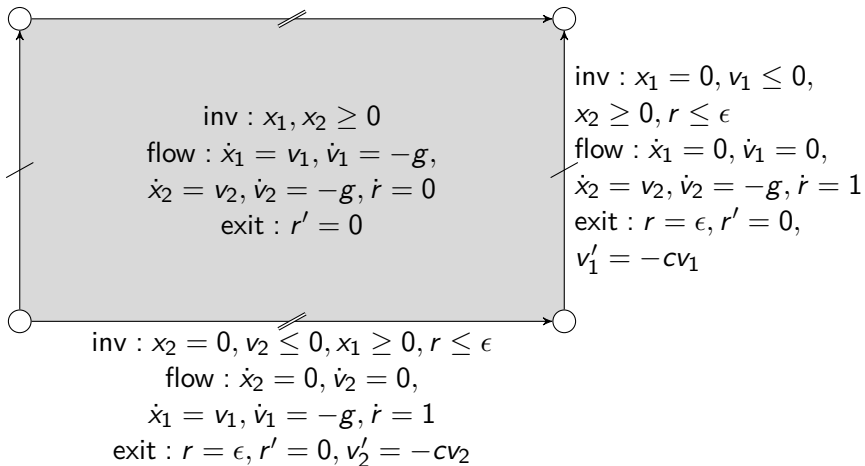 inv : x₁, x₂ ≥ 0
flow : ẋ₁ = v₁, v̇₁ = −g,
ẋ₂ = v₂, v̇₂ = −g, ṙ = 0
exit : r′ = 0
inv : x₁ = 0, v₁ ≤ 0,
x₂ ≥ 0, r ≤ ϵ
flow : ẋ₁ = 0, v̇₁ = 0,
ẋ₂ = v₂, v̇₂ = −g, ṙ = 1
exit : r = ϵ, r′ = 0,
v₁′ = −cv₁
inv : x₂ = 0, v₂ ≤ 0, x₁ ≥ 0, r ≤ ϵ
flow : ẋ₂ = 0, v̇₂ = 0,
ẋ₁ = v₁, v̇₁ = −g, ṙ = 1
exit : r = ϵ, r′ = 0, v₂′ = −cv₂